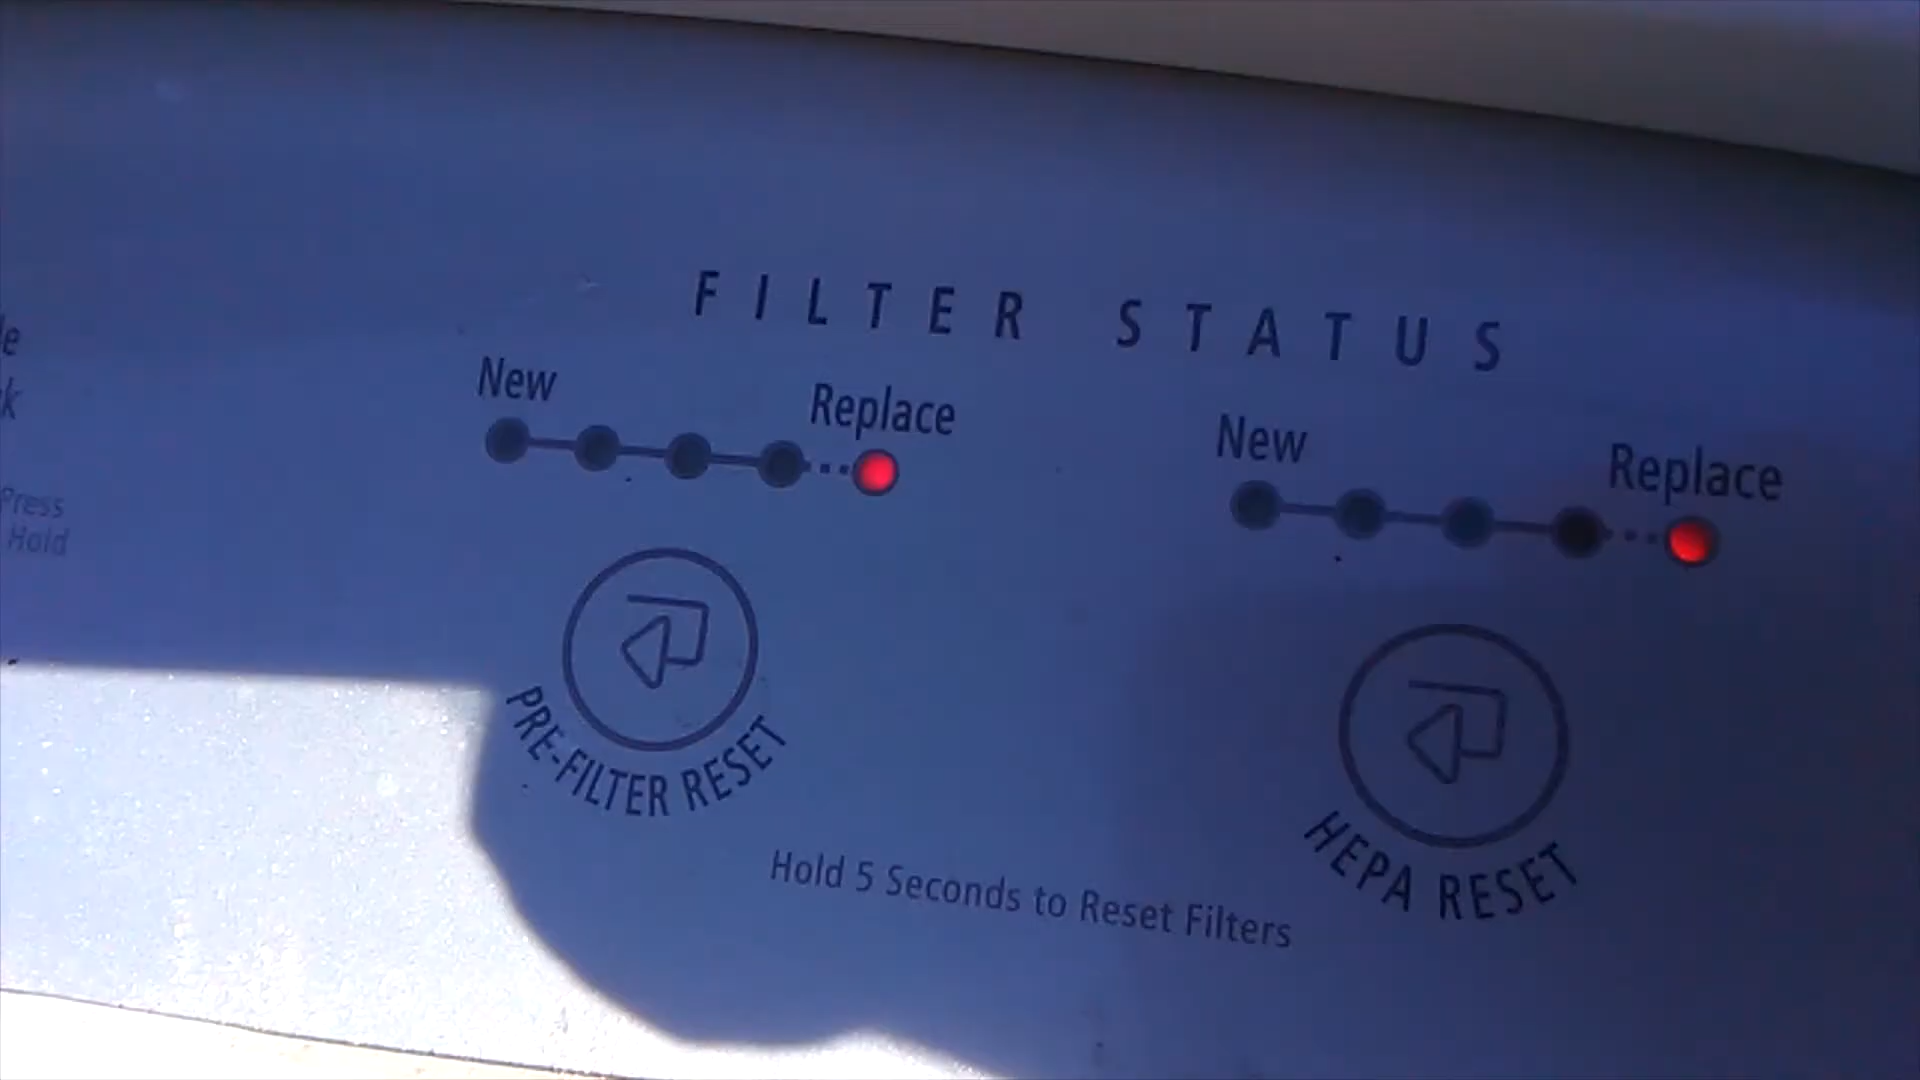 FILTER STATUS
New
Replace
New
Replace
Press
Hold
PRE-FILTER RESET
HEPA RESET
Hold 5 Seconds to Reset Filters